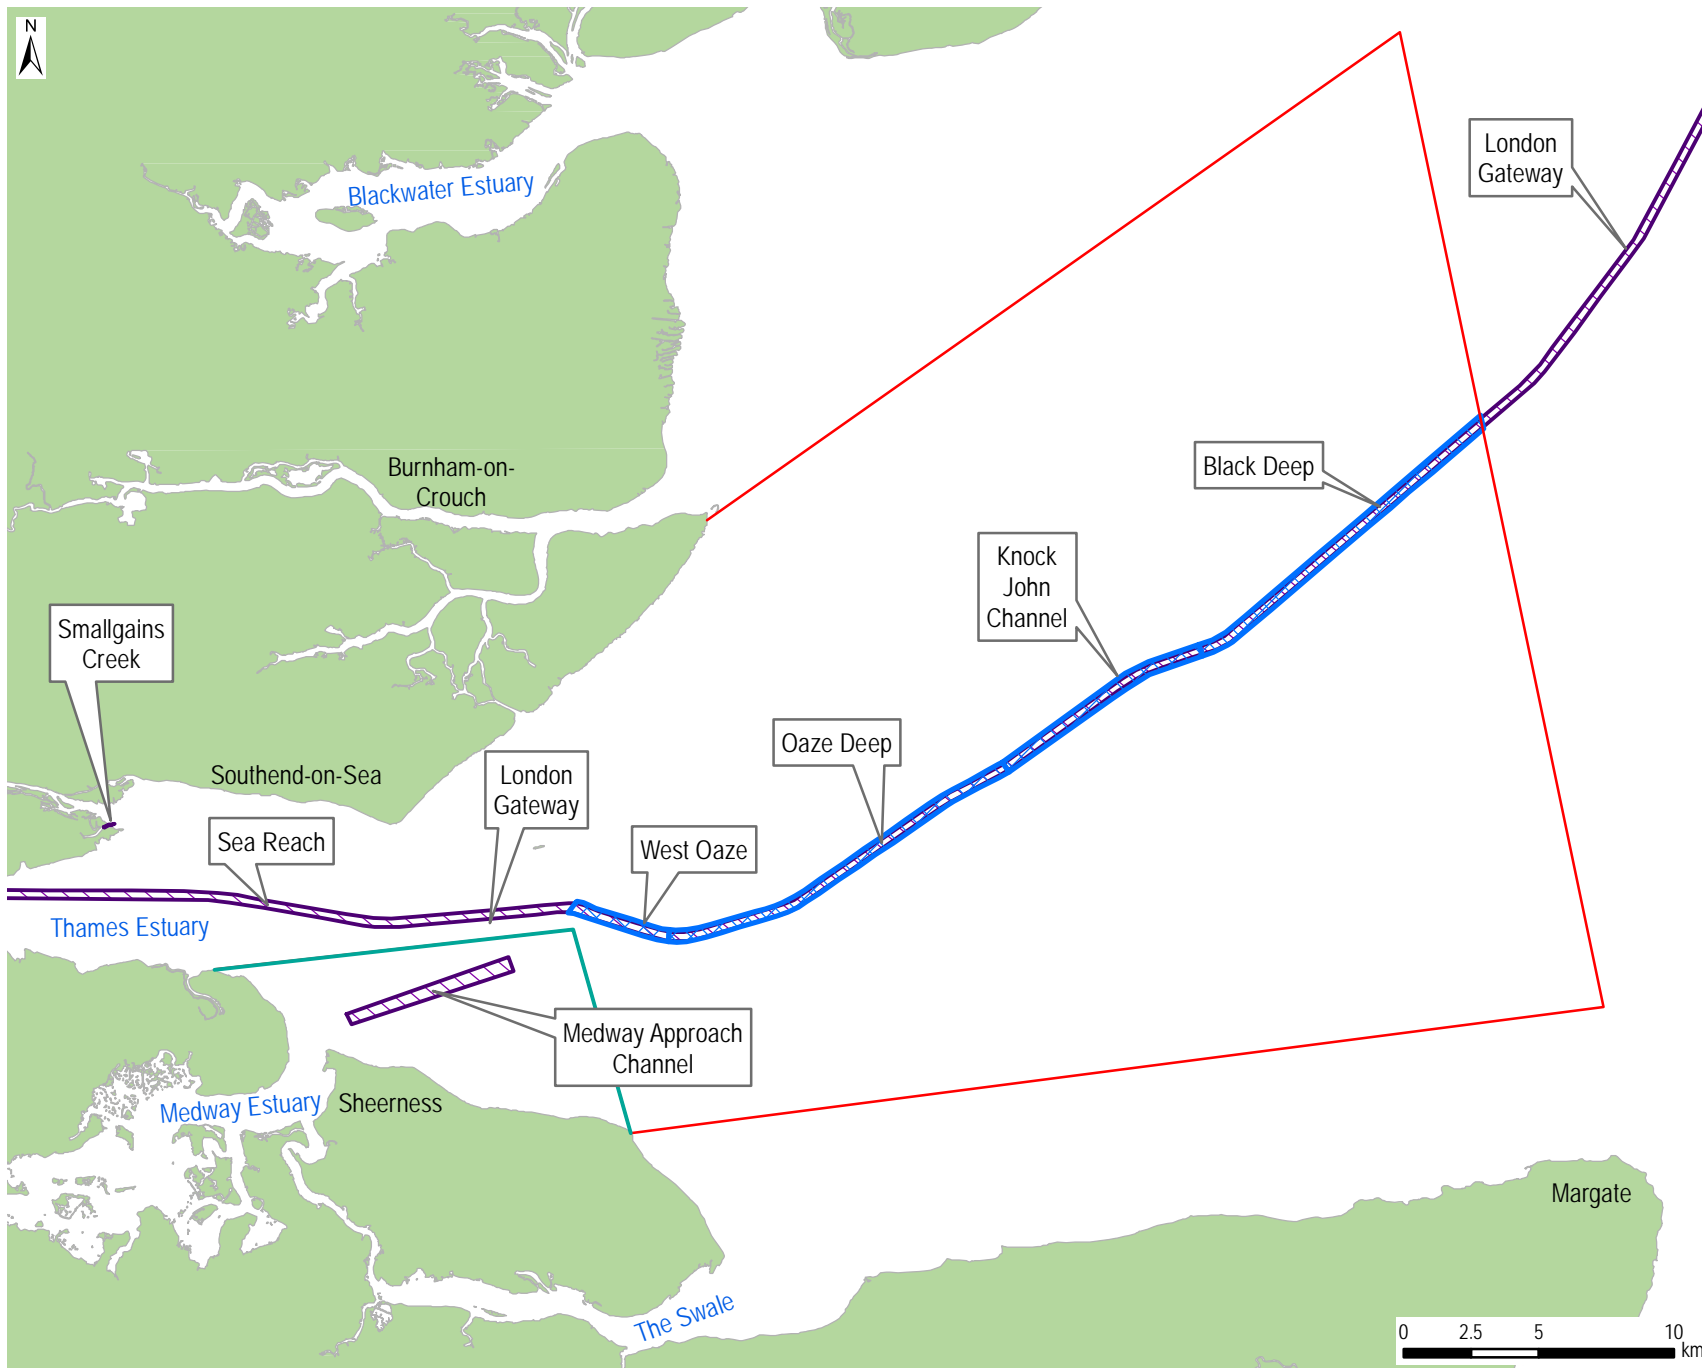 N
London
Gateway
Blackwater Estuary
Black Deep
Burnham-on-
Crouch
Knock
John
Channel
Smallgains
Creek
Oaze Deep
Southend-on-Sea
London
Gateway
Sea Reach
West Oaze
Thames Estuary
Medway Approach
Channel
Medway Estuary
Sheerness
Margate
The Swale
0 2.5 5 10
km